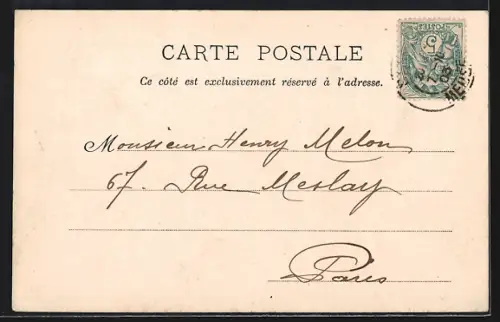 CARTE POSTALE
Ce côté est exclusivement réservé à l'adresse.
Monsieur Henry Melon
67. Rue Meslay
Paris